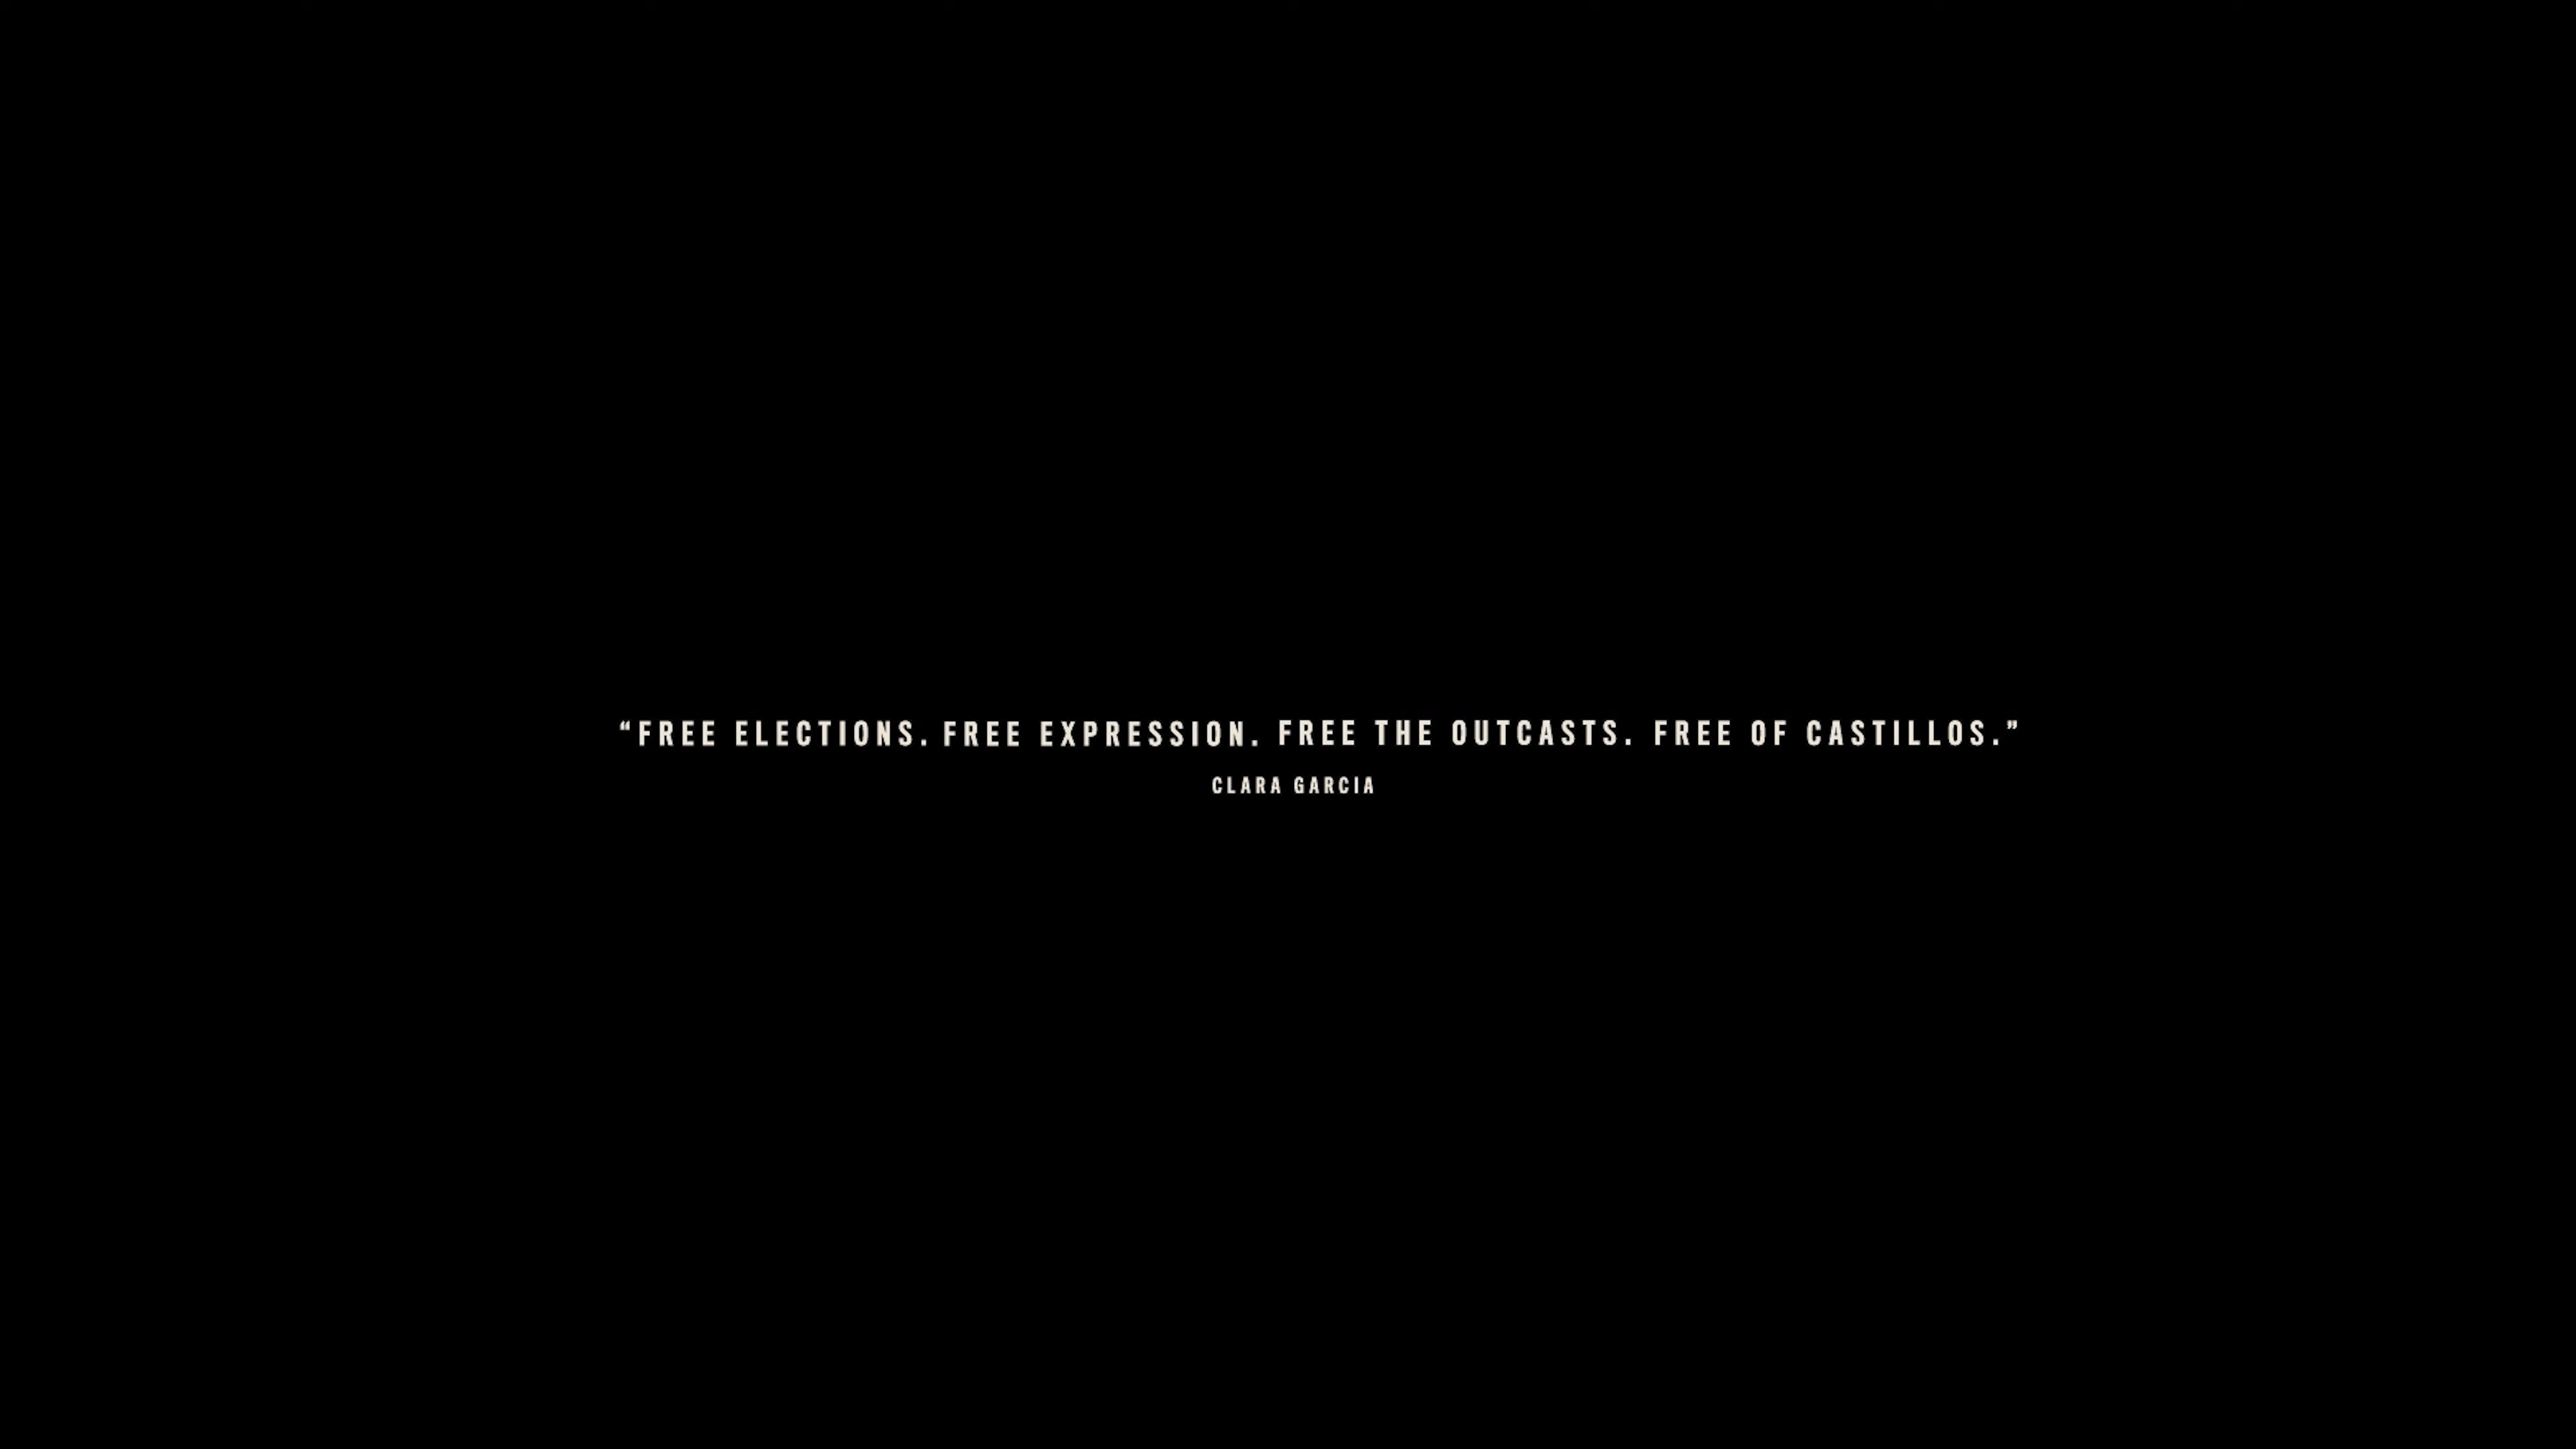 “FREE ELECTIONS. FREE EXPRESSION. FREE THE OUTCASTS. FREE OF CASTILLOS.”
CLARA GARCIA